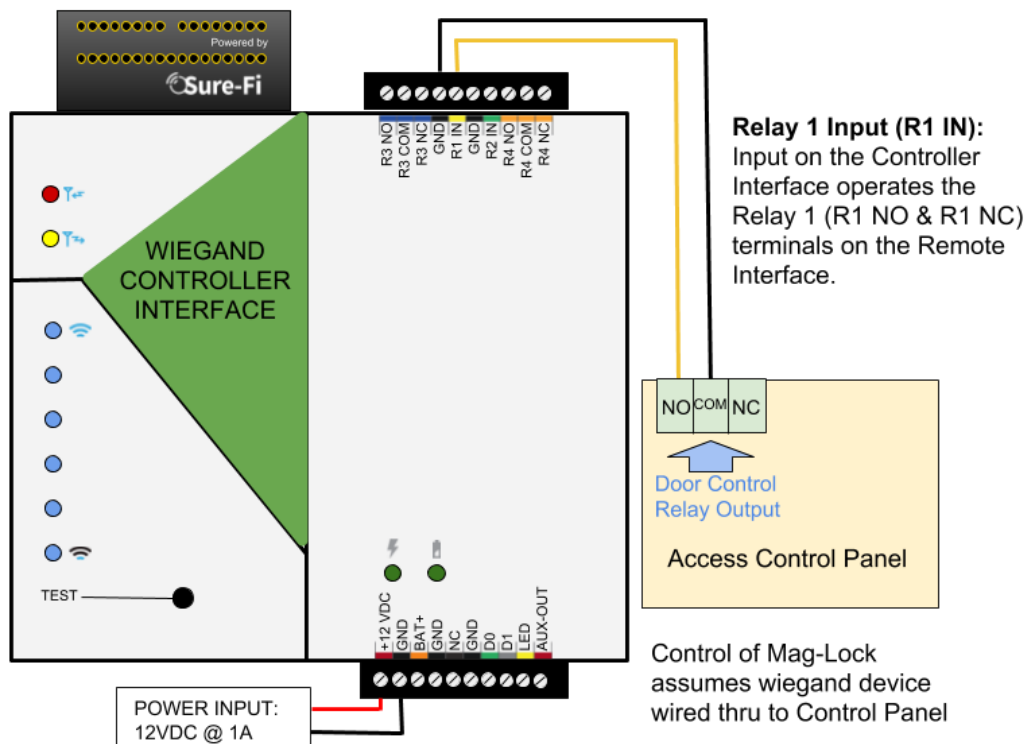 Powered by
Sure-Fi
R3 NO
R3 COM
R3 NC
GND
R1 IN
GND
R2 IN
R4 NO
R4 COM
R4 NC
Relay 1 Input (R1 IN):
Input on the Controller
Interface operates the
Relay 1 (R1 NO & R1 NC)
terminals on the Remote
Interface.
WIEGAND
CONTROLLER
INTERFACE
NO
COM
NC
Door Control
Relay Output
Access Control Panel
TEST
+12 VDC
GND
BAT+
GND
NC
GND
D0
D1
LED
AUX-OUT
Control of Mag-Lock
assumes wiegand device
wired thru to Control Panel
POWER INPUT:
12VDC @ 1A